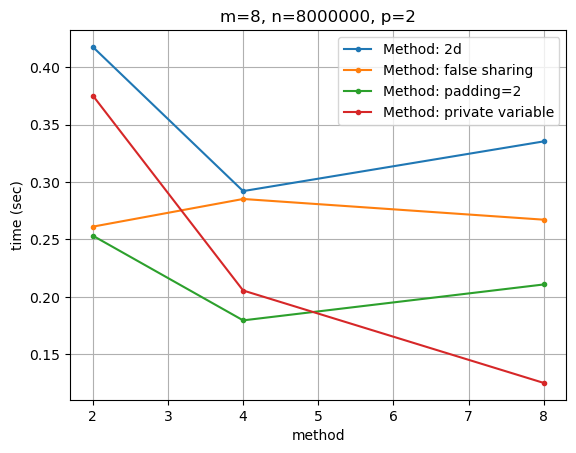 m=8, n=8000000, p=2
Method: 2d
Method: false sharing
Method: padding=2
Method: private variable
time (sec)
0.40
0.35
0.30
0.25
0.20
0.15
2 3 4 5 6 7 8
method